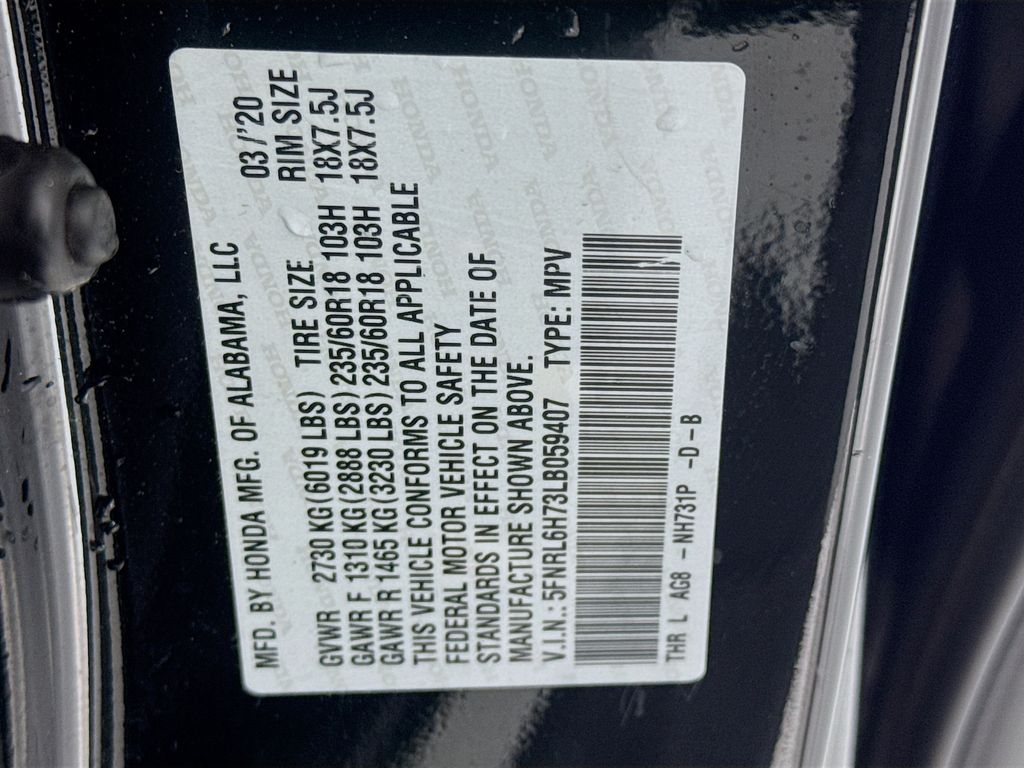 MFD. BY HONDA MFG. OF ALABAMA, LLC 03/'20
TIRE SIZE RIM SIZE
GVWR 2730 KG(6019 LBS)
GAWR F 1310 KG(2888 LBS) 235/60R18 103H 18X7.5J
GAWR R 1465 KG(3230 LBS) 235/60R18 103H 18X7.5J
THIS VEHICLE CONFORMS TO ALL APPLICABLE
FEDERAL MOTOR VEHICLE SAFETY
STANDARDS IN EFFECT ON THE DATE OF
MANUFACTURE SHOWN ABOVE.
V.I.N.: 5FNRL6H73LB059407 TYPE: MPV
THR L AG8 -NH731P -D-B